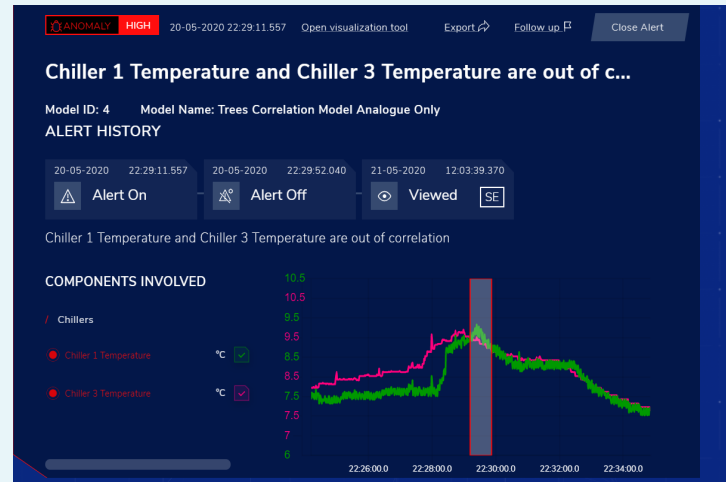 ANOMALY HIGH 20-05-2020 22:29:11.557 Open visualization tool Export Follow up Close Alert
Chiller 1 Temperature and Chiller 3 Temperature are out of c...
Model ID: 4 Model Name: Trees Correlation Model Analogue Only
ALERT HISTORY
20-05-2020 22:29:11.557 20-05-2020 22:29:52.040 21-05-2020 12:03:39.370
Alert On Alert Off Viewed SE
Chiller 1 Temperature and Chiller 3 Temperature are out of correlation
COMPONENTS INVOLVED
/ Chillers
Chiller 1 Temperature °C
Chiller 3 Temperature °C
10.5
10.5
9.5
9.5
8.5
8.5
7.5
7.5
7
6
22:26:00.0 22:28:00.0 22:30:00.0 22:32:00.0 22:34:00.0